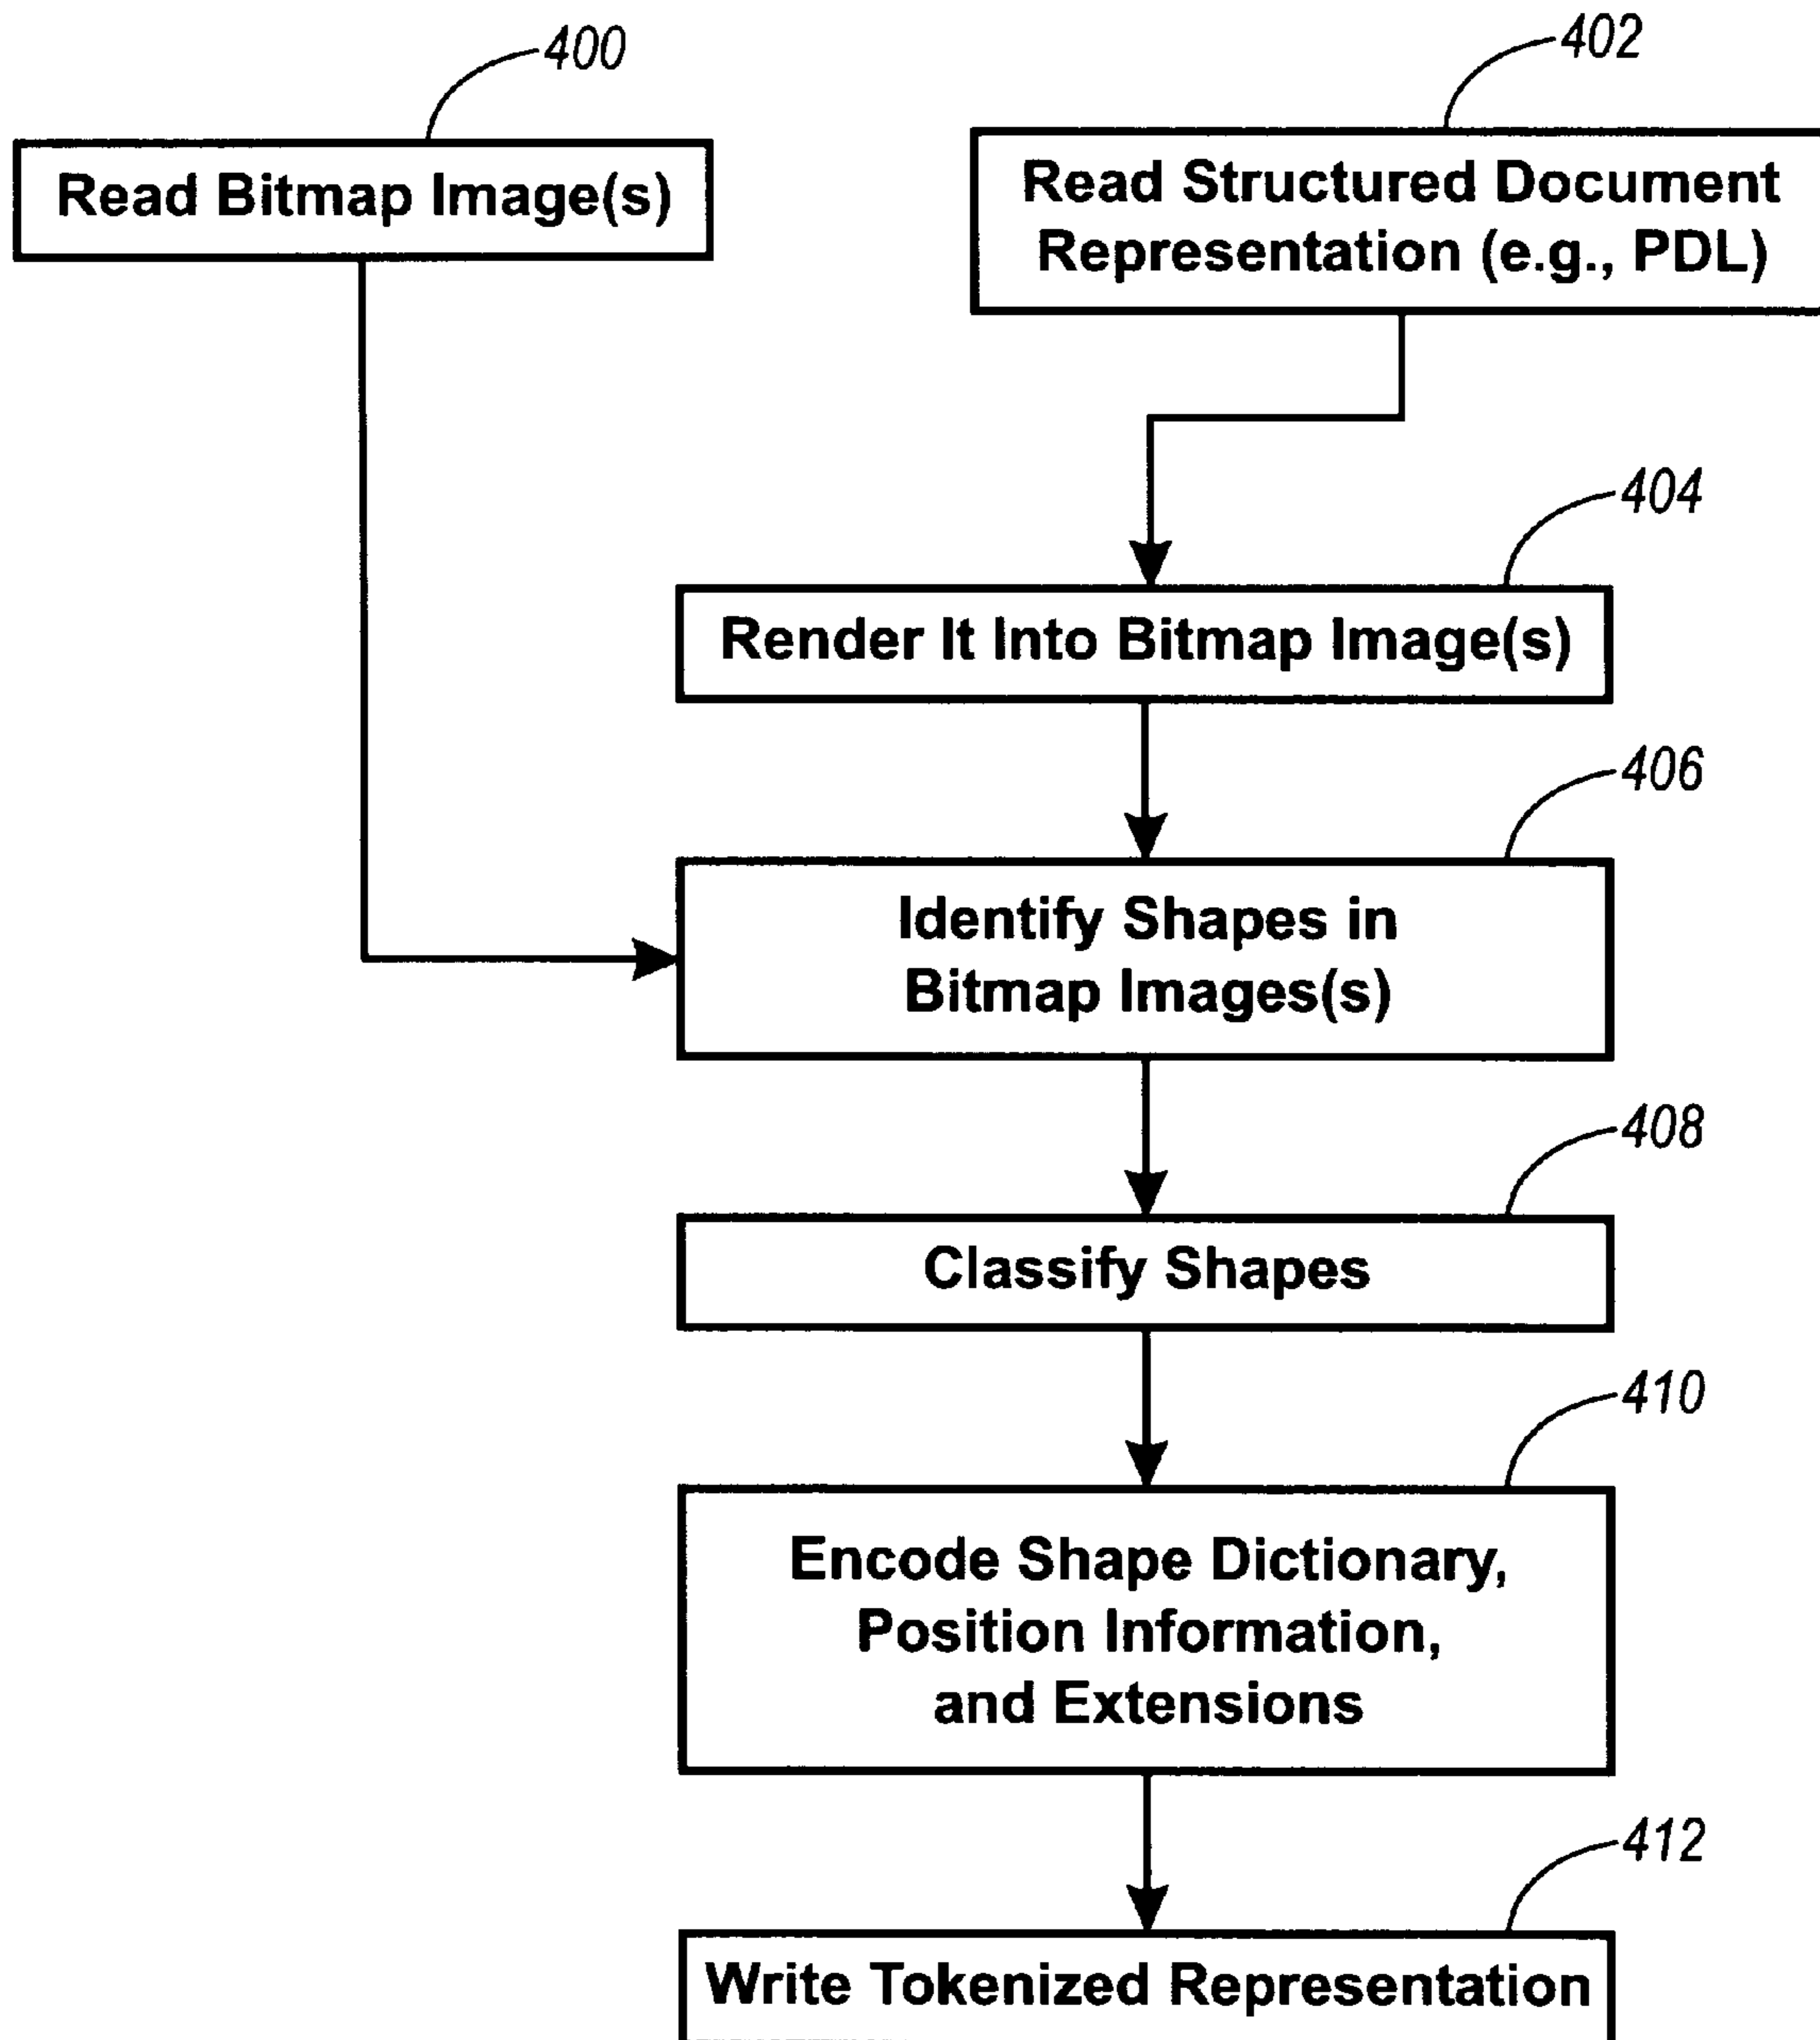 400
Read Bitmap Image(s)
402
Read Structured Document
Representation (e.g., PDL)
404
Render It Into Bitmap Image(s)
406
Identify Shapes in
Bitmap Images(s)
408
Classify Shapes
410
Encode Shape Dictionary,
Position Information,
and Extensions
412
Write Tokenized Representation